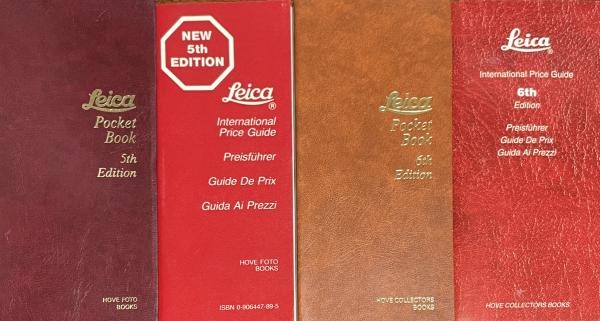 Leica
Pocket
Book
5th
Edition
HOVE FOTO
BOOKS
NEW
5th
EDITION
Leica
®
International
Price Guide
Preisführer
Guide De Prix
Guida Ai Prezzi
HOVE FOTO
BOOKS
ISBN 0-906447-89-5
Leica
Pocket
Book
6th
Edition
HOVE COLLECTORS
BOOKS
Leica
®
International Price Guide
6th
Edition
Preisführer
Guide De Prix
Guida Ai Prezzi
HOVE COLLECTORS BOOKS